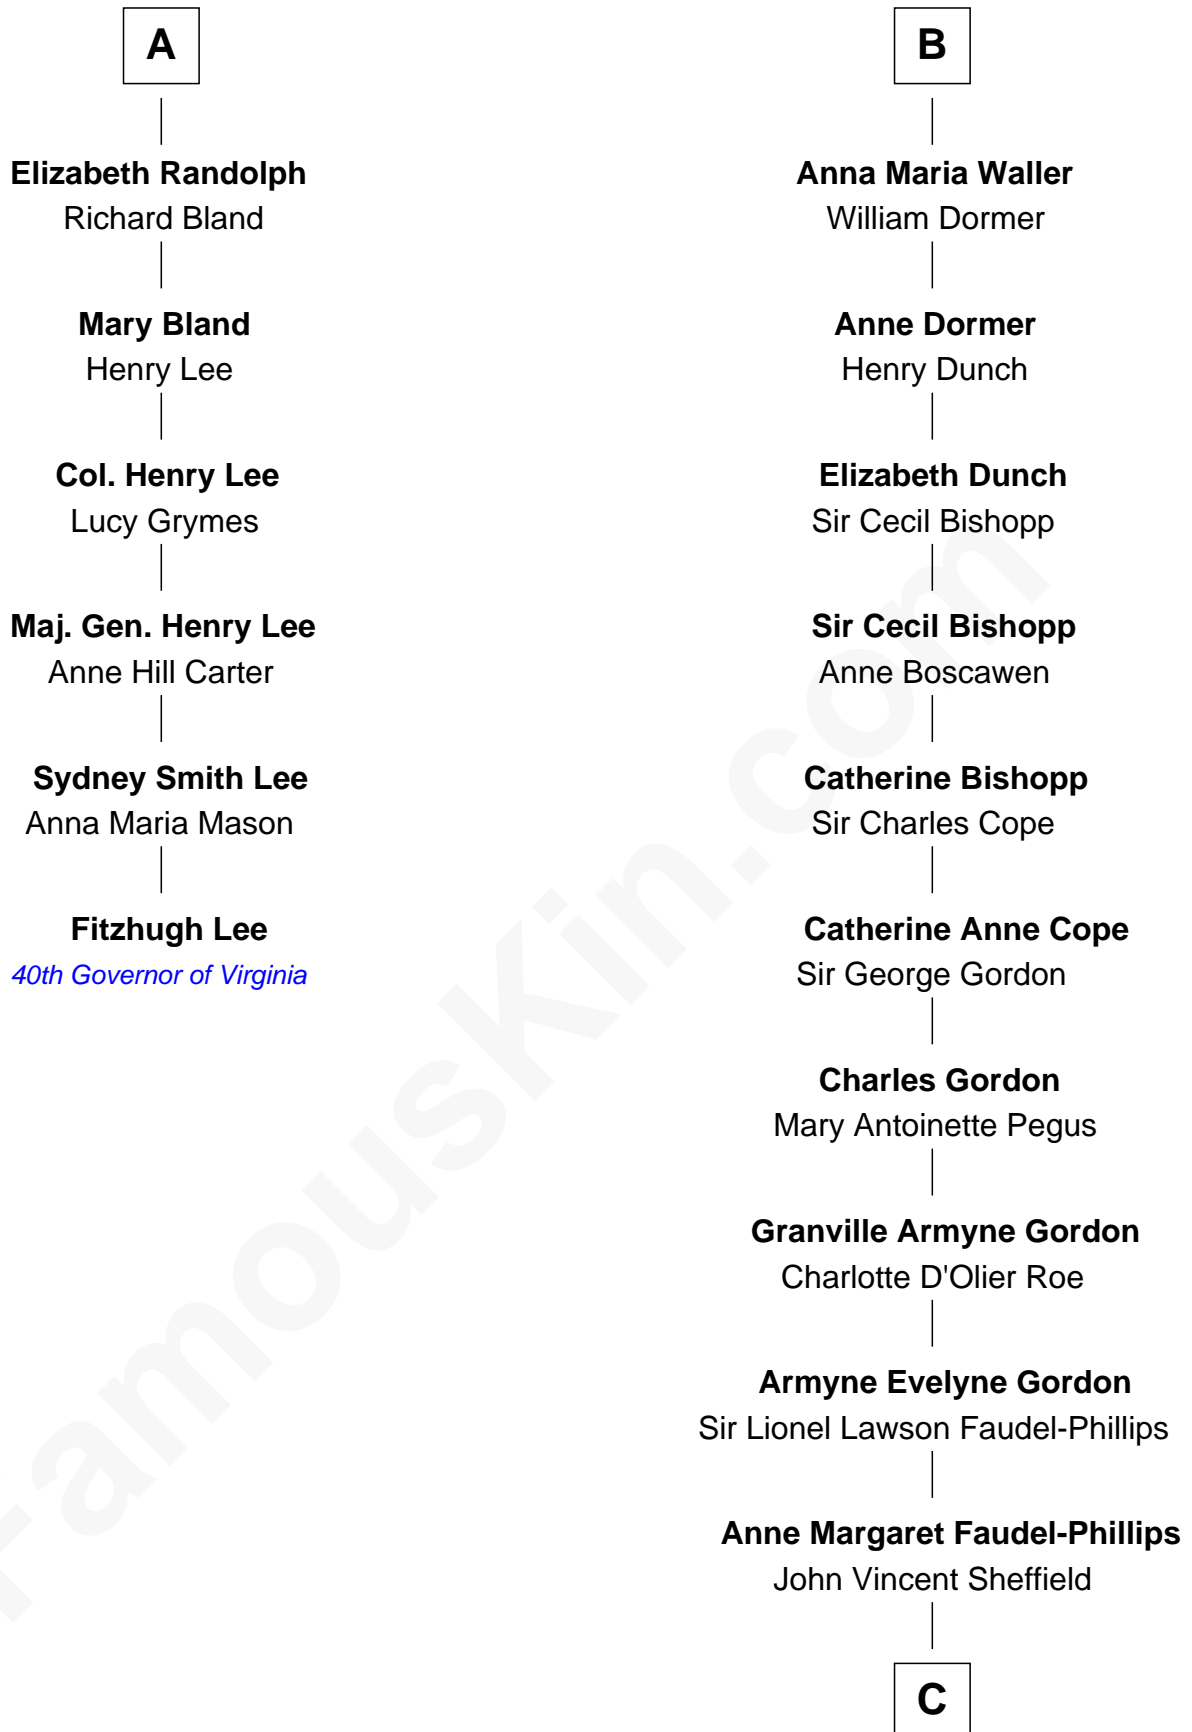 A
Elizabeth Randolph
Richard Bland
Mary Bland
Henry Lee
Col. Henry Lee
Lucy Grymes
Maj. Gen. Henry Lee
Anne Hill Carter
Sydney Smith Lee
Anna Maria Mason
Fitzhugh Lee
40th Governor of Virginia
B
Anna Maria Waller
William Dormer
Anne Dormer
Henry Dunch
Elizabeth Dunch
Sir Cecil Bishopp
Sir Cecil Bishopp
Anne Boscawen
Catherine Bishopp
Sir Charles Cope
Catherine Anne Cope
Sir George Gordon
Charles Gordon
Mary Antoinette Pegus
Granville Armyne Gordon
Charlotte D'Olier Roe
Armyne Evelyne Gordon
Sir Lionel Lawson Faudel-Phillips
Anne Margaret Faudel-Phillips
John Vincent Sheffield
C
FamousKin.com